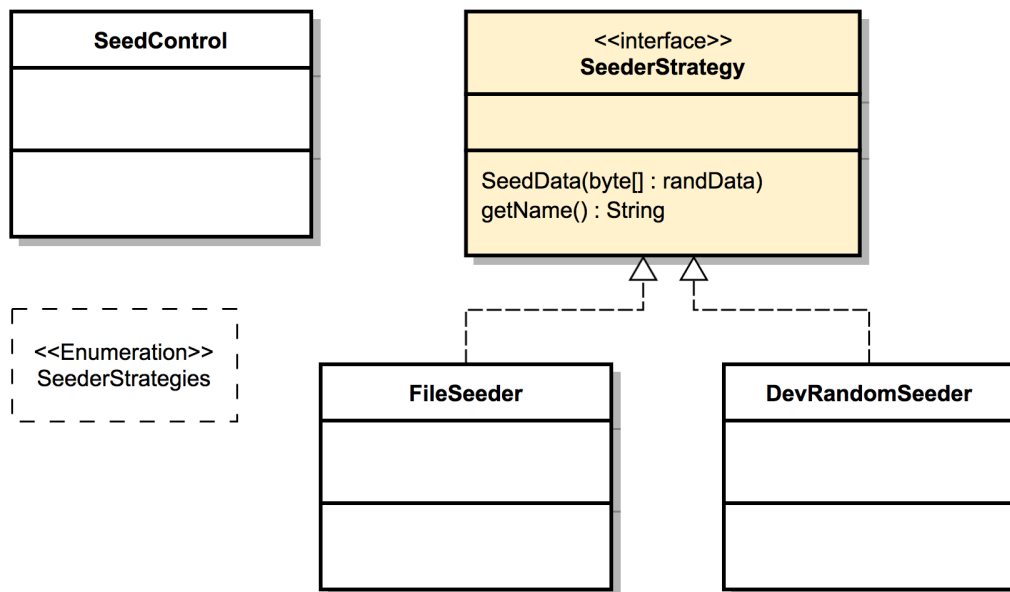 SeedControl
<<interface>>
SeederStrategy
SeedData(byte[] : randData)
getName() : String
<<Enumeration>>
SeederStrategies
FileSeeder
DevRandomSeeder